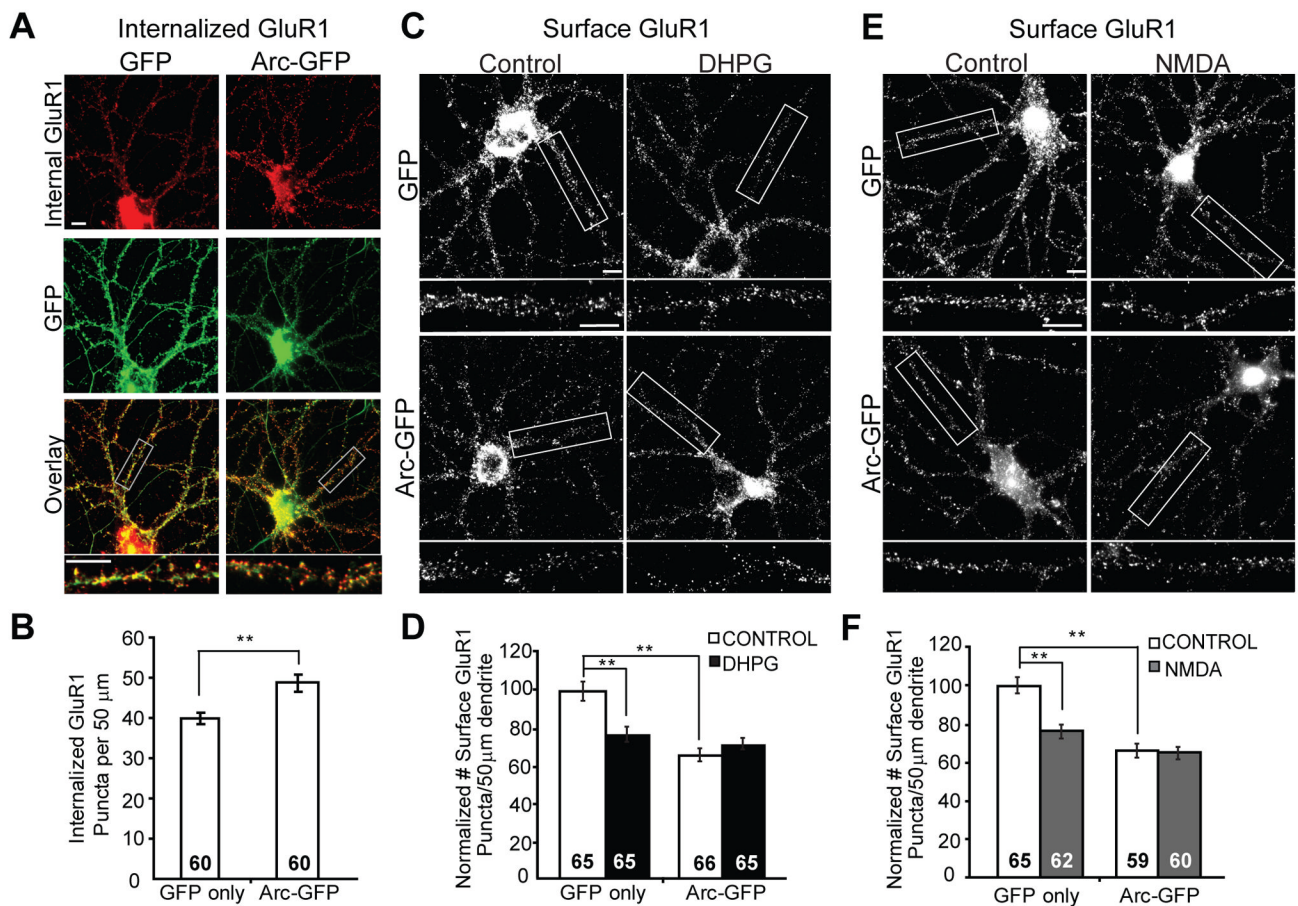 A
Internalized GluR1
GFP
Arc-GFP
Internal GluR1
GFP
Overlay
B
Internalized GluR1
Puncta per 50 μm
60
50
40
30
20
10
0
**
60
60
GFP only
Arc-GFP
C
Surface GluR1
Control
DHPG
GFP
Arc-GFP
D
Normalized # Surface GluR1
Puncta/50μm dendrite
120
100
80
60
40
20
0
**
**
CONTROL
DHPG
65
65
66
65
GFP only
Arc-GFP
E
Surface GluR1
Control
NMDA
GFP
Arc-GFP
F
Normalized # Surface GluR1
Puncta/50μm dendrite
120
100
80
60
40
20
0
**
**
CONTROL
NMDA
65
62
59
60
GFP only
Arc-GFP